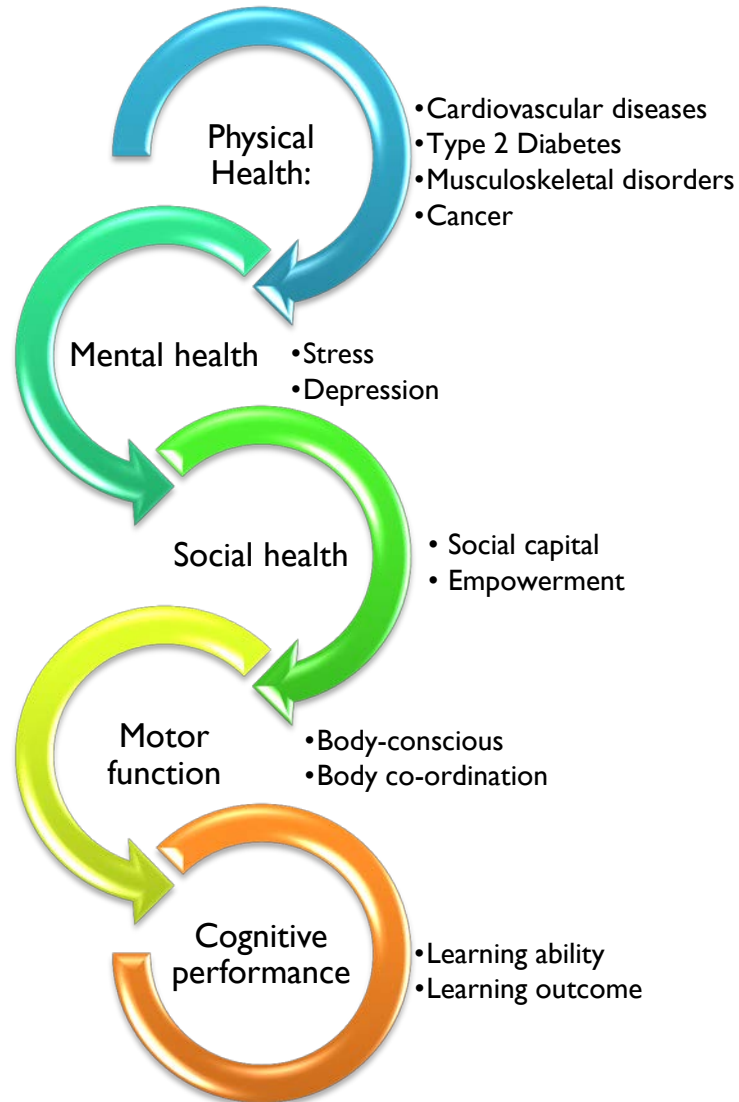 Physical
Health:
•Cardiovascular diseases
•Type 2 Diabetes
•Musculoskeletal disorders
•Cancer
Mental health
•Stress
•Depression
Social health
• Social capital
• Empowerment
Motor
function
•Body-conscious
•Body co-ordination
Cognitive
performance
•Learning ability
•Learning outcome